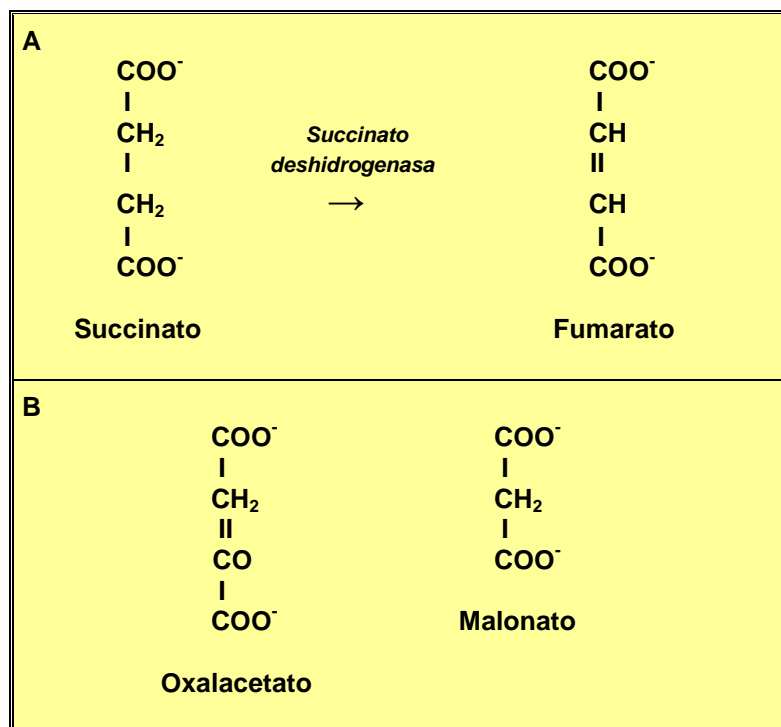 A
COO⁻ COO⁻
I I
CH₂ Succinato CH
I deshidrogenasa II
CH₂ → CH
I I
COO⁻ COO⁻
Succinato Fumarato
B
COO⁻ COO⁻
I I
CH₂ CH₂
II I
CO COO⁻
I
COO⁻ Malonato
Oxalacetato